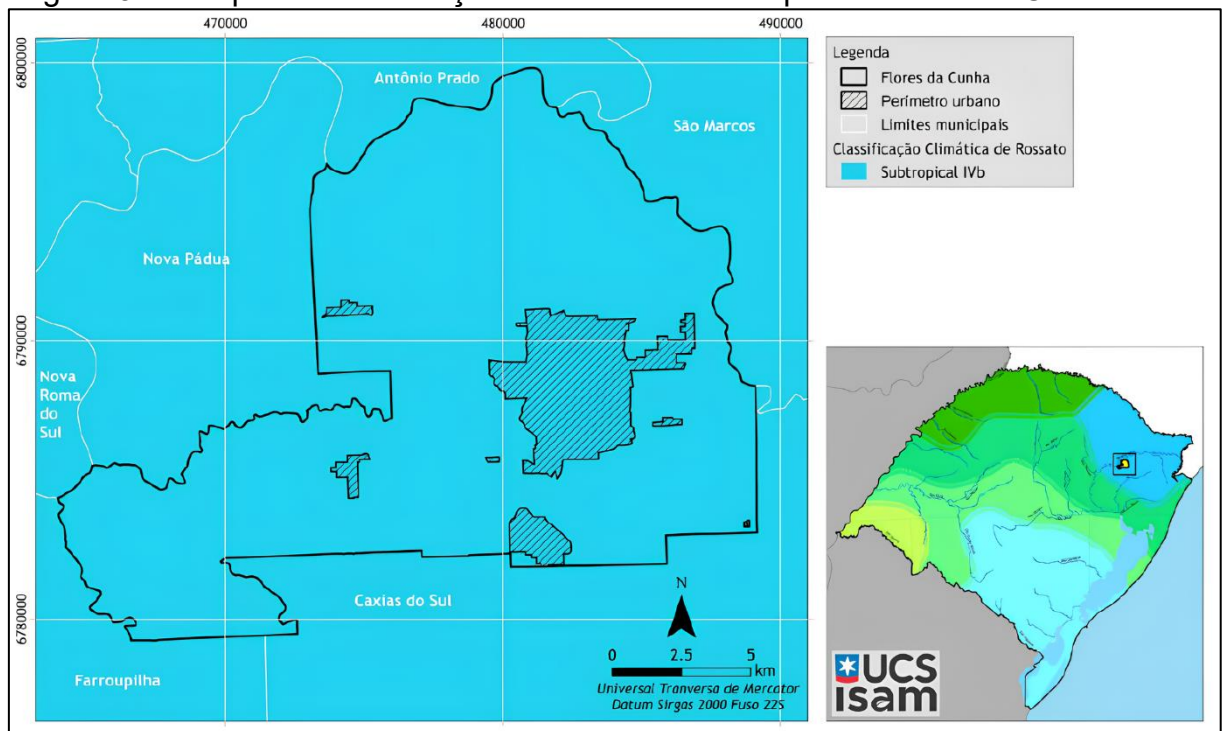 470000 480000 490000
6800000
6790000
6780000
Antônio Prado
São Marcos
Nova Pádua
Nova
Roma
do
Sul
Caxias do Sul
Farroupilha
N
0 2.5 5
km
Universal Tranversa de Mercator
Datum Sirgas 2000 Fuso 22S
Legenda
Flores da Cunha
Perímetro urbano
Limites municipais
Classificação Climática de Rossato
Subtropical IVb
UCS
isam